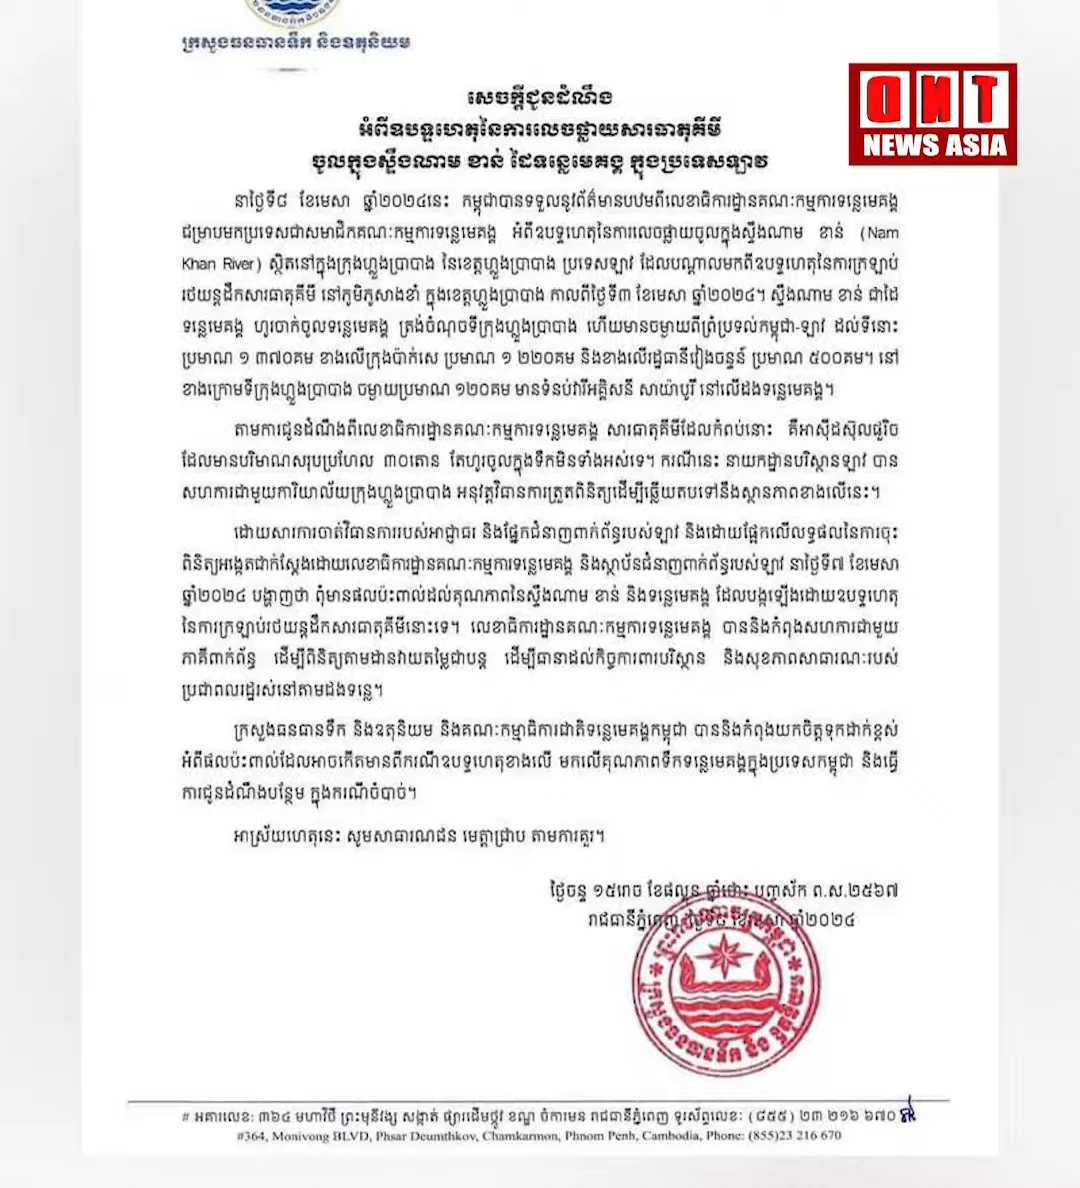 ក្រសួងធនធានទឹក និងឧតុនិយម
ONT
NEWS ASIA
សេចក្តីជូនដំណឹង
អំពីឧបទ្ទហេតុនៃការលេចផ្លាយសារធាតុគីមី
ចូលក្នុងស្ទឹងណាម ខាន់ ដៃទន្លេមេគង្គ ក្នុងប្រទេសឡាវ
នាថ្ងៃទី៨ ខែមេសា ឆ្នាំ២០២៤នេះ កម្ពុជាបានទទួលនូវព័ត៌មានបឋមពីលេខាធិការដ្ឋានគណៈកម្មការទន្លេមេគង្គ
ជម្រាបមកប្រទេសជាសមាជិកគណៈកម្មការទន្លេមេគង្គ អំពីឧបទ្ទហេតុនៃការលេចផ្លាយចូលក្នុងស្ទឹងណាម ខាន់ (Nam
Khan River) ស្ថិតនៅក្នុងក្រុងហ្លួងប្រាបាង នៃខេត្តហ្លួងប្រាបាង ប្រទេសឡាវ ដែលបណ្តាលមកពីឧបទ្ទហេតុនៃការក្រឡាប់
រថយន្តដឹកសារធាតុគីមី នៅភូមិភូសាងខាំ ក្នុងខេត្តហ្លួងប្រាបាង កាលពីថ្ងៃទី៣ ខែមេសា ឆ្នាំ២០២៤។ ស្ទឹងណាម ខាន់ ជាដៃ
ទន្លេមេគង្គ ហូរចាក់ចូលទន្លេមេគង្គ ត្រង់ចំណុចទីក្រុងហ្លួងប្រាបាង ហើយមានចម្ងាយពីព្រំប្រទល់កម្ពុជា-ឡាវ ដល់ទីនោះ
ប្រមាណ ១ ៣៧០គម ខាងលើក្រុងប៉ាក់សេ ប្រមាណ ១ ២២០គម និងខាងលើរដ្ឋធានីវៀងចន្ទន៍ ប្រមាណ ៥០០គម។ នៅ
ខាងក្រោមទីក្រុងហ្លួងប្រាបាង ចម្ងាយប្រមាណ ១២០គម មានទំនប់វារីអគ្គិសនី សាយ៉ាបូរី នៅលើដងទន្លេមេគង្គ។
តាមការជូនដំណឹងពីលេខាធិការដ្ឋានគណៈកម្មការទន្លេមេគង្គ សារធាតុគីមីដែលកំពប់នោះ គឺអាស៊ីដស៊ុលផួរិច
ដែលមានបរិមាណសរុបប្រហែល ៣០តោន តែហូរចូលក្នុងទឹកមិនទាំងអស់ទេ។ ករណីនេះ នាយកដ្ឋានបរិស្ថានឡាវ បាន
សហការជាមួយការិយាល័យក្រុងហ្លួងប្រាបាង អនុវត្តវិធានការត្រួតពិនិត្យដើម្បីឆ្លើយតបទៅនឹងស្ថានភាពខាងលើនេះ។
ដោយសារការចាត់វិធានការរបស់អាជ្ញាធរ និងផ្នែកជំនាញពាក់ព័ន្ធរបស់ឡាវ និងដោយផ្អែកលើលទ្ធផលនៃការចុះ
ពិនិត្យអង្កេតជាក់ស្តែងដោយលេខាធិការដ្ឋានគណៈកម្មការទន្លេមេគង្គ និងស្ថាប័នជំនាញពាក់ព័ន្ធរបស់ឡាវ នាថ្ងៃទី៧ ខែមេសា
ឆ្នាំ២០២៤ បង្ហាញថា ពុំមានផលប៉ះពាល់ដល់គុណភាពនៃស្ទឹងណាម ខាន់ និងទន្លេមេគង្គ ដែលបង្កឡើងដោយឧបទ្ទហេតុ
នៃការក្រឡាប់រថយន្តដឹកសារធាតុគីមីនោះទេ។ លេខាធិការដ្ឋានគណៈកម្មការទន្លេមេគង្គ បាននិងកំពុងសហការជាមួយ
ភាគីពាក់ព័ន្ធ ដើម្បីពិនិត្យតាមដានវាយតម្លៃជាបន្ត ដើម្បីធានាដល់កិច្ចការពារបរិស្ថាន និងសុខភាពសាធារណៈរបស់
ប្រជាពលរដ្ឋរស់នៅតាមដងទន្លេ។
ក្រសួងធនធានទឹក និងឧតុនិយម និងគណៈកម្មាធិការជាតិទន្លេមេគង្គកម្ពុជា បាននិងកំពុងយកចិត្តទុកដាក់ខ្ពស់
អំពីផលប៉ះពាល់ដែលអាចកើតមានពីករណីឧបទ្ទហេតុខាងលើ មកលើគុណភាពទឹកទន្លេមេគង្គក្នុងប្រទេសកម្ពុជា និងធ្វើ
ការជូនដំណឹងបន្ថែម ក្នុងករណីចំបាច់។
អាស្រ័យហេតុនេះ សូមសាធារណជន មេត្តាជ្រាប តាមការគួរ។
ថ្ងៃចន្ទ ១៥រោច ខែផល្គុន ឆ្នាំថោះ បញ្ចស័ក ព.ស.២៥៦៧
រាជធានីភ្នំពេញ ថ្ងៃទី៨ ខែមេសា ឆ្នាំ២០២៤
ក្រសួងធនធានទឹក និង ឧតុនិយម
# អគារលេខ: ៣៦៤ មហាវិថី ព្រះមុនីវង្ស សង្កាត់ ផ្សារដើមថ្កូវ ខណ្ឌ ចំការមន រាជធានីភ្នំពេញ ទូរស័ព្ទលេខ: (៨៥៥) ២៣ ២១៦ ៦៧០
#364, Monivong BLVD, Phsar Deumthkov, Chamkarmon, Phnom Penh, Cambodia, Phone: (855)23 216 670